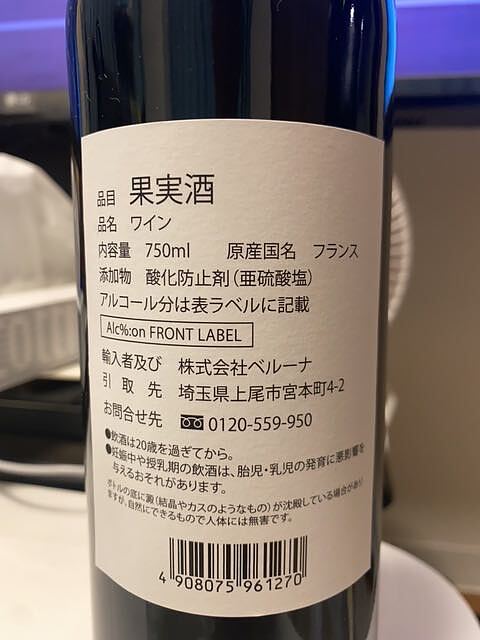 品目 果実酒
品名 ワイン
内容量 750ml 原産国名 フランス
添加物 酸化防止剤（亜硫酸塩）
アルコール分は表ラベルに記載
Alc%:on FRONT LABEL
輸入者及び 株式会社ベルーナ
引取先 埼玉県上尾市宮本町4-2
お問合せ先 0120-559-950
●飲酒は20歳を過ぎてから。
●妊娠中や授乳期の飲酒は、胎児・乳児の発育に悪影響を
与えるおそれがあります。
ボトルの底に澱（結晶やカスのようなもの）が沈殿している場合があり
ますが、自然にできるもので人体には無害です。
4 908075 961270